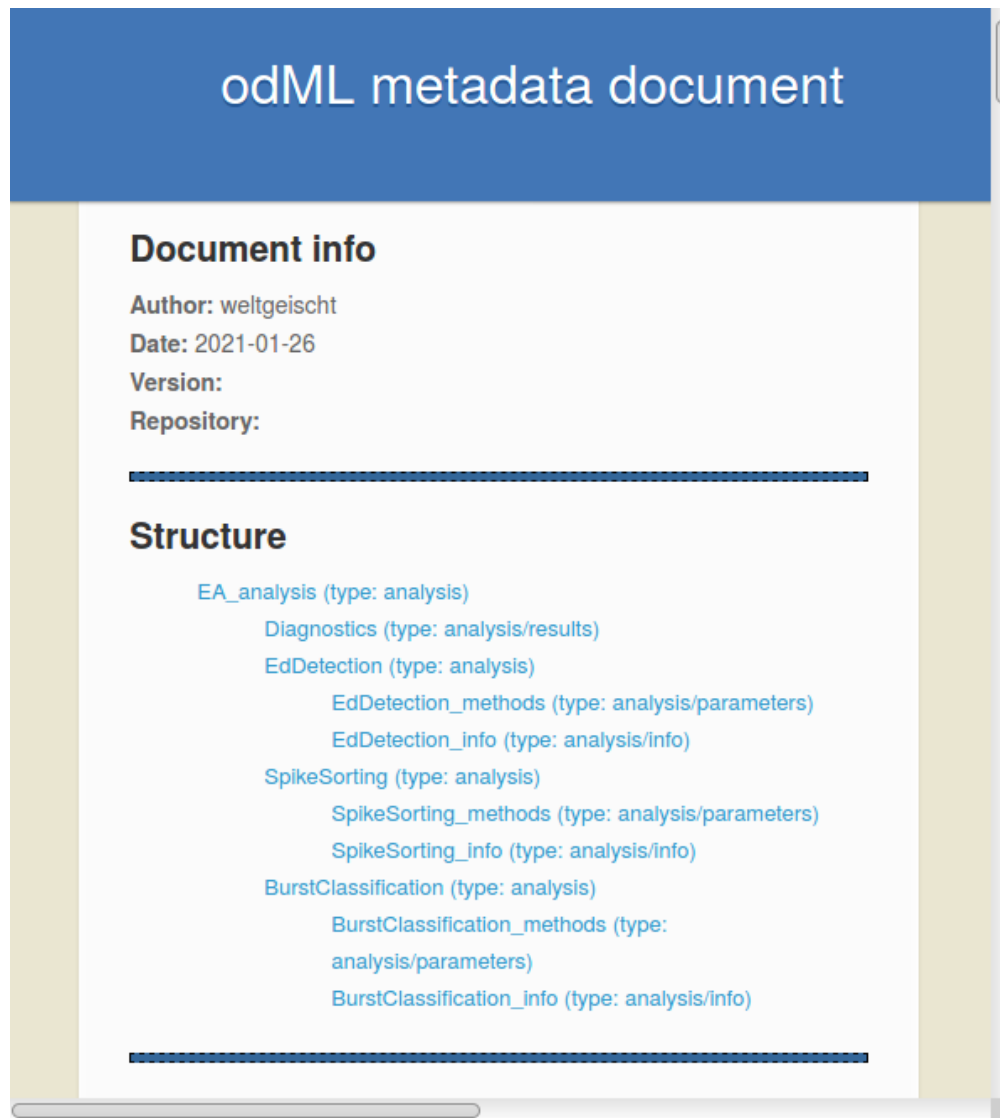 odML metadata document
Document info
Author: weltgeischt
Date: 2021-01-26
Version:
Repository:
Structure
EA_analysis (type: analysis)
Diagnostics (type: analysis/results)
EdDetection (type: analysis)
EdDetection_methods (type: analysis/parameters)
EdDetection_info (type: analysis/info)
SpikeSorting (type: analysis)
SpikeSorting_methods (type: analysis/parameters)
SpikeSorting_info (type: analysis/info)
BurstClassification (type: analysis)
BurstClassification_methods (type:
analysis/parameters)
BurstClassification_info (type: analysis/info)